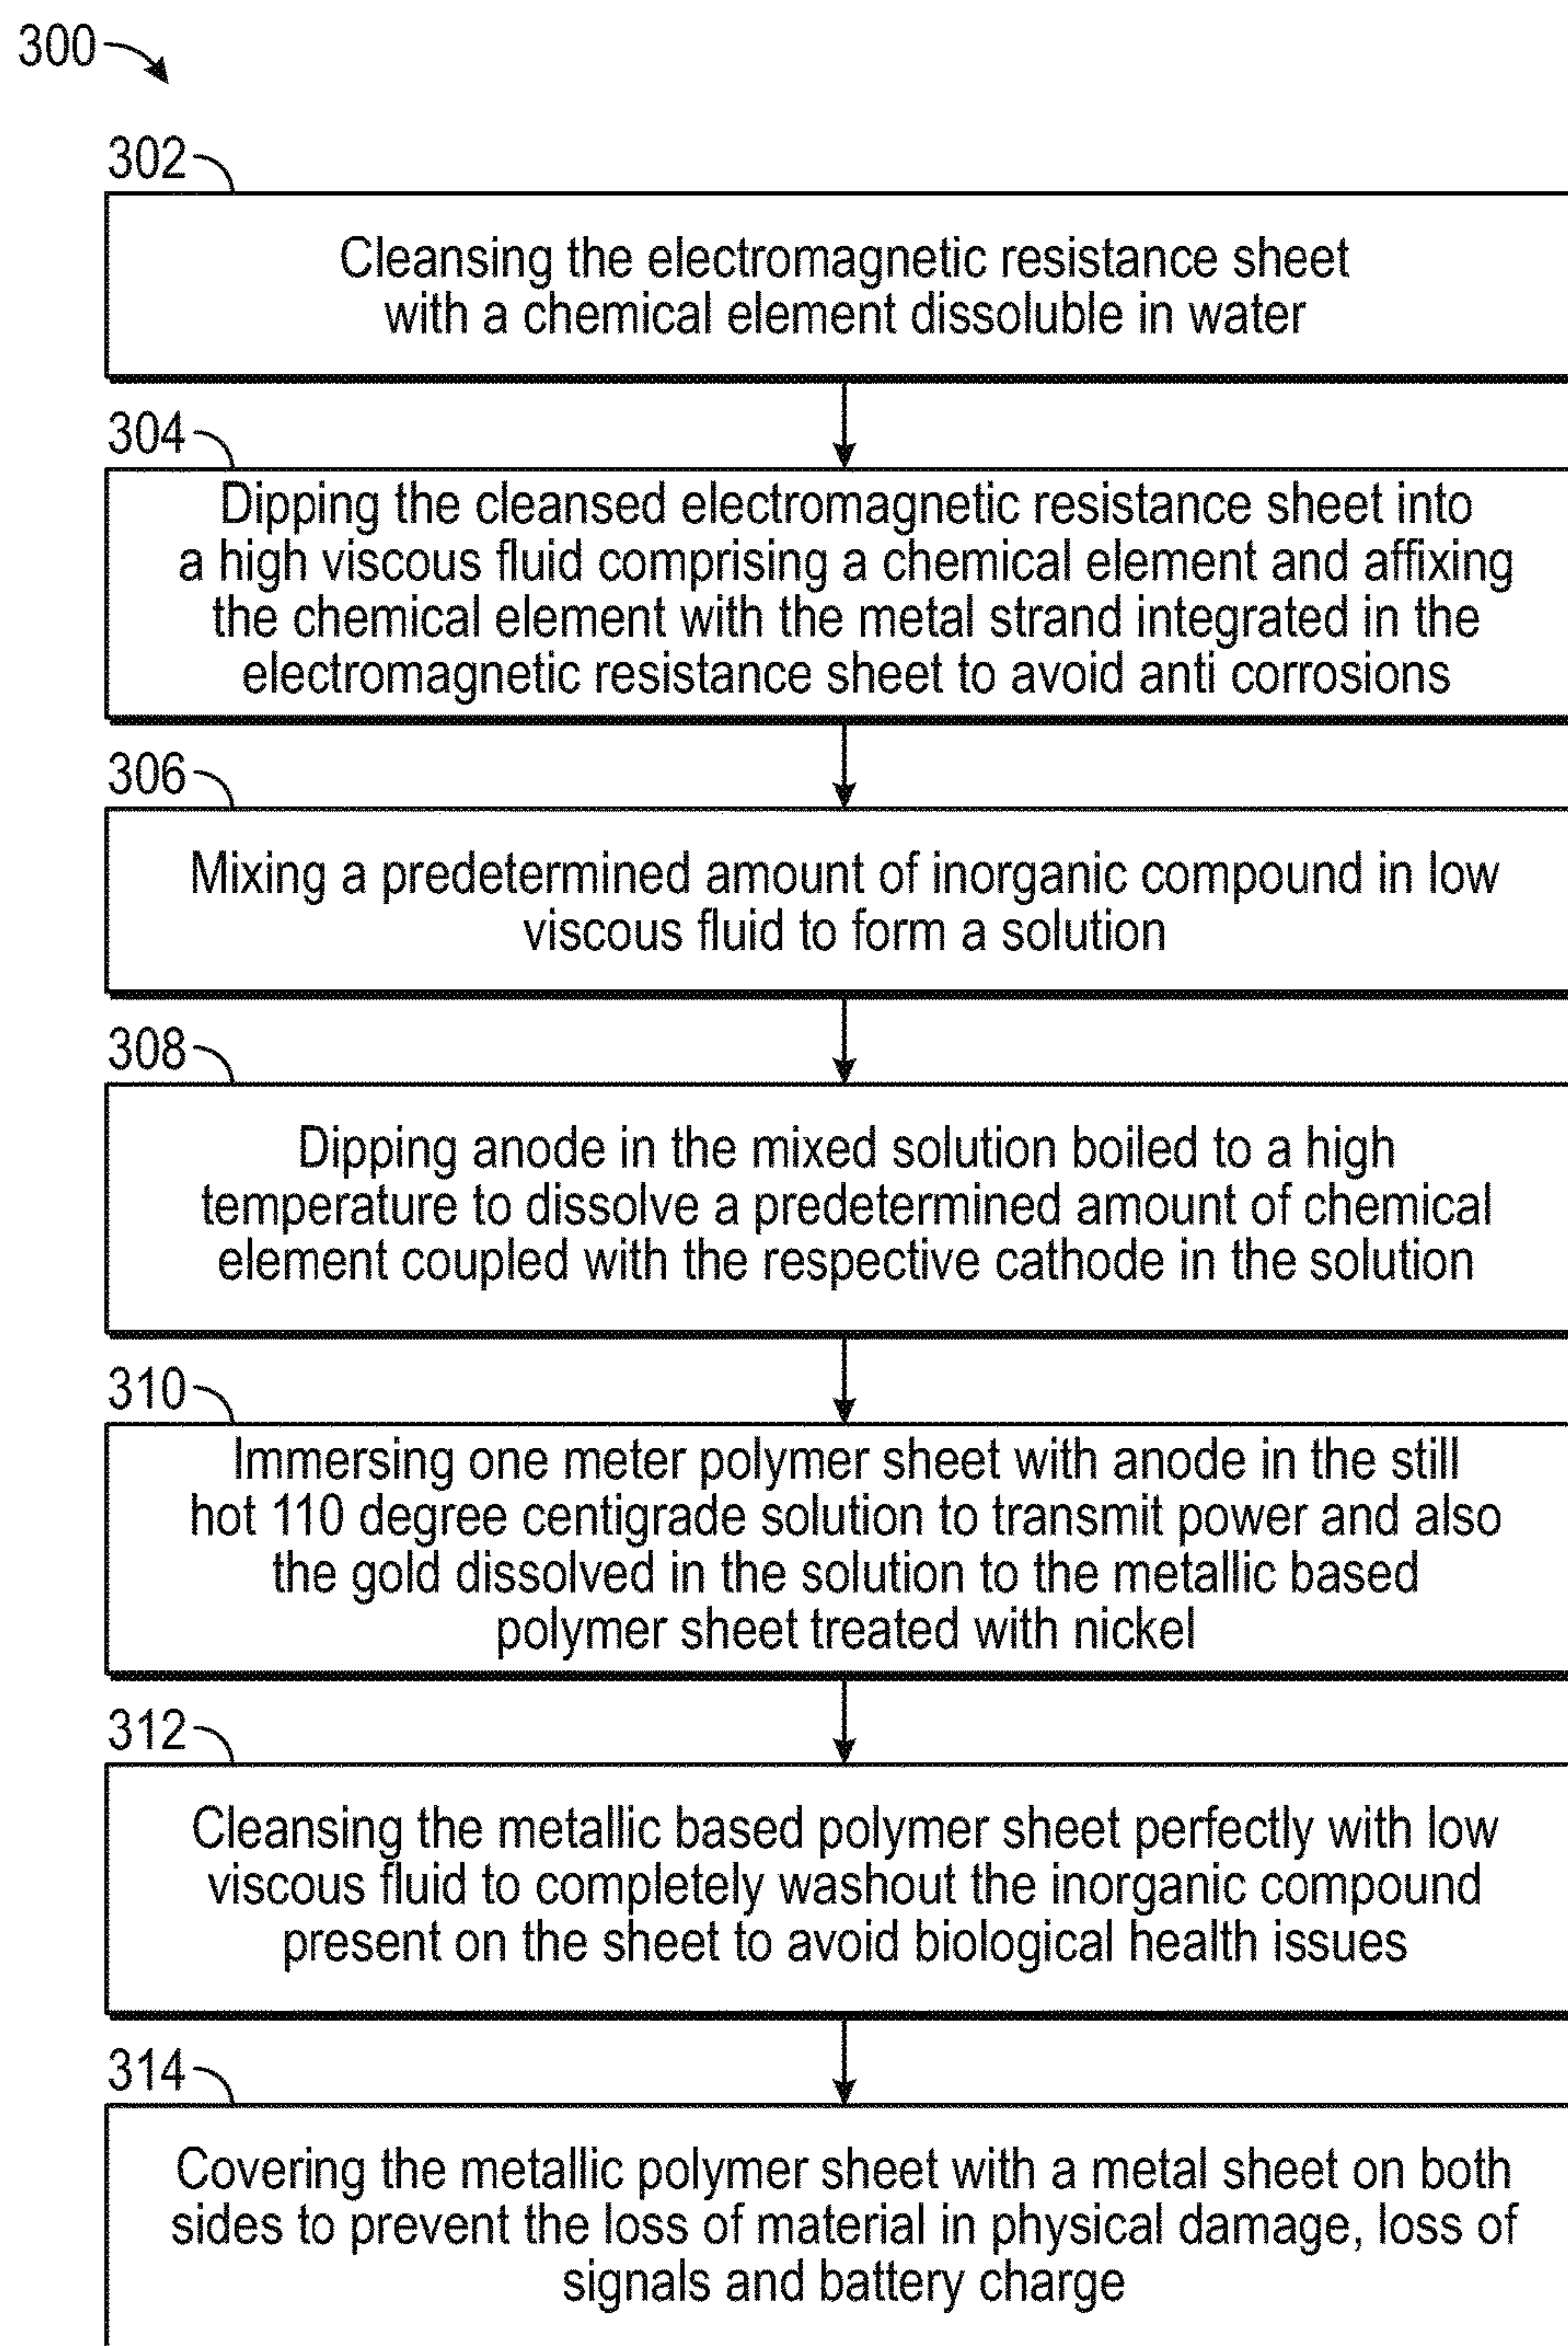 300
302
Cleansing the electromagnetic resistance sheet
with a chemical element dissoluble in water
304
Dipping the cleansed electromagnetic resistance sheet into
a high viscous fluid comprising a chemical element and affixing
the chemical element with the metal strand integrated in the
electromagnetic resistance sheet to avoid anti corrosions
306
Mixing a predetermined amount of inorganic compound in low
viscous fluid to form a solution
308
Dipping anode in the mixed solution boiled to a high
temperature to dissolve a predetermined amount of chemical
element coupled with the respective cathode in the solution
310
Immersing one meter polymer sheet with anode in the still
hot 110 degree centigrade solution to transmit power and also
the gold dissolved in the solution to the metallic based
polymer sheet treated with nickel
312
Cleansing the metallic based polymer sheet perfectly with low
viscous fluid to completely washout the inorganic compound
present on the sheet to avoid biological health issues
314
Covering the metallic polymer sheet with a metal sheet on both
sides to prevent the loss of material in physical damage, loss of
signals and battery charge